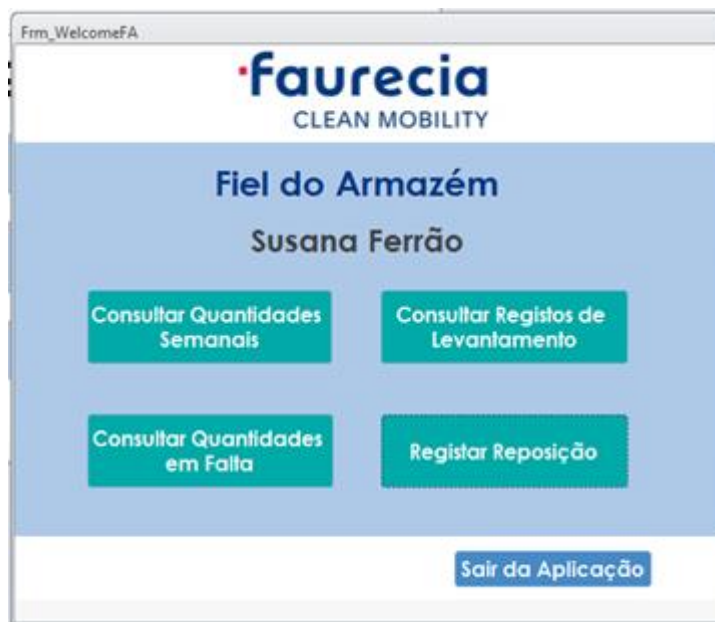 Frm_WelcomeFA
faurecia
CLEAN MOBILITY
Fiel do Armazém
Susana Ferrão
Consultar Quantidades
Semanais
Consultar Registos de
Levantamento
Consultar Quantidades
em Falta
Registar Reposição
Sair da Aplicação